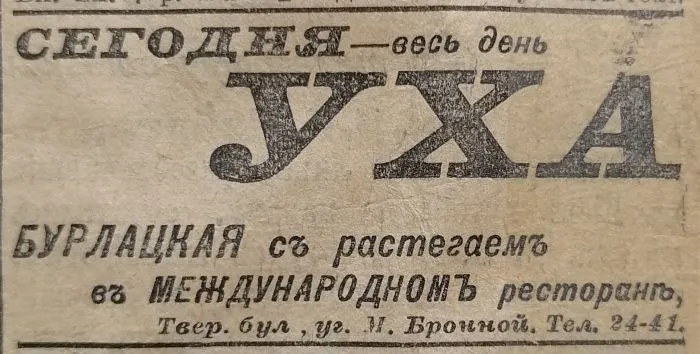 СЕГОДНЯ—весь день
УХА
БУРЛАЦКАЯ съ растегаемъ
въ МЕЖДУНАРОДНОМЪ ресторанѣ,
Твер. бул , уг. М. Бронной. Тел. 24-41.